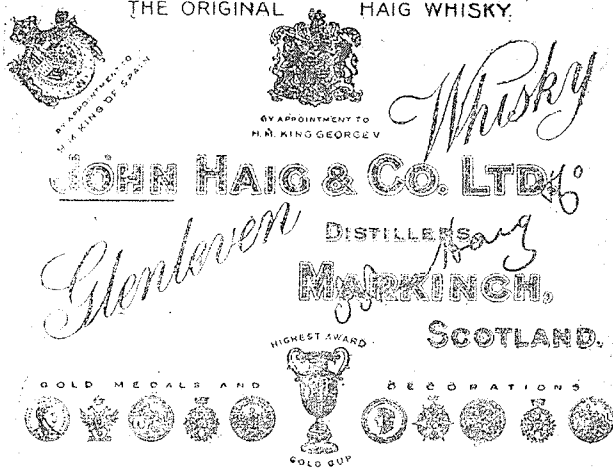 THE ORIGINAL HAIG WHISKY.
BY APPOINTMENT TO
H.M. KING OF SPAIN
BY APPOINTMENT TO
H.M. KING GEORGE V
Whisky
JOHN HAIG & CO. LTD.
Glenleven
DISTILLERS,
Haig
MARKINCH,
SCOTLAND.
HIGHEST AWARD
GOLD MEDALS AND DECORATIONS
GOLD CUP